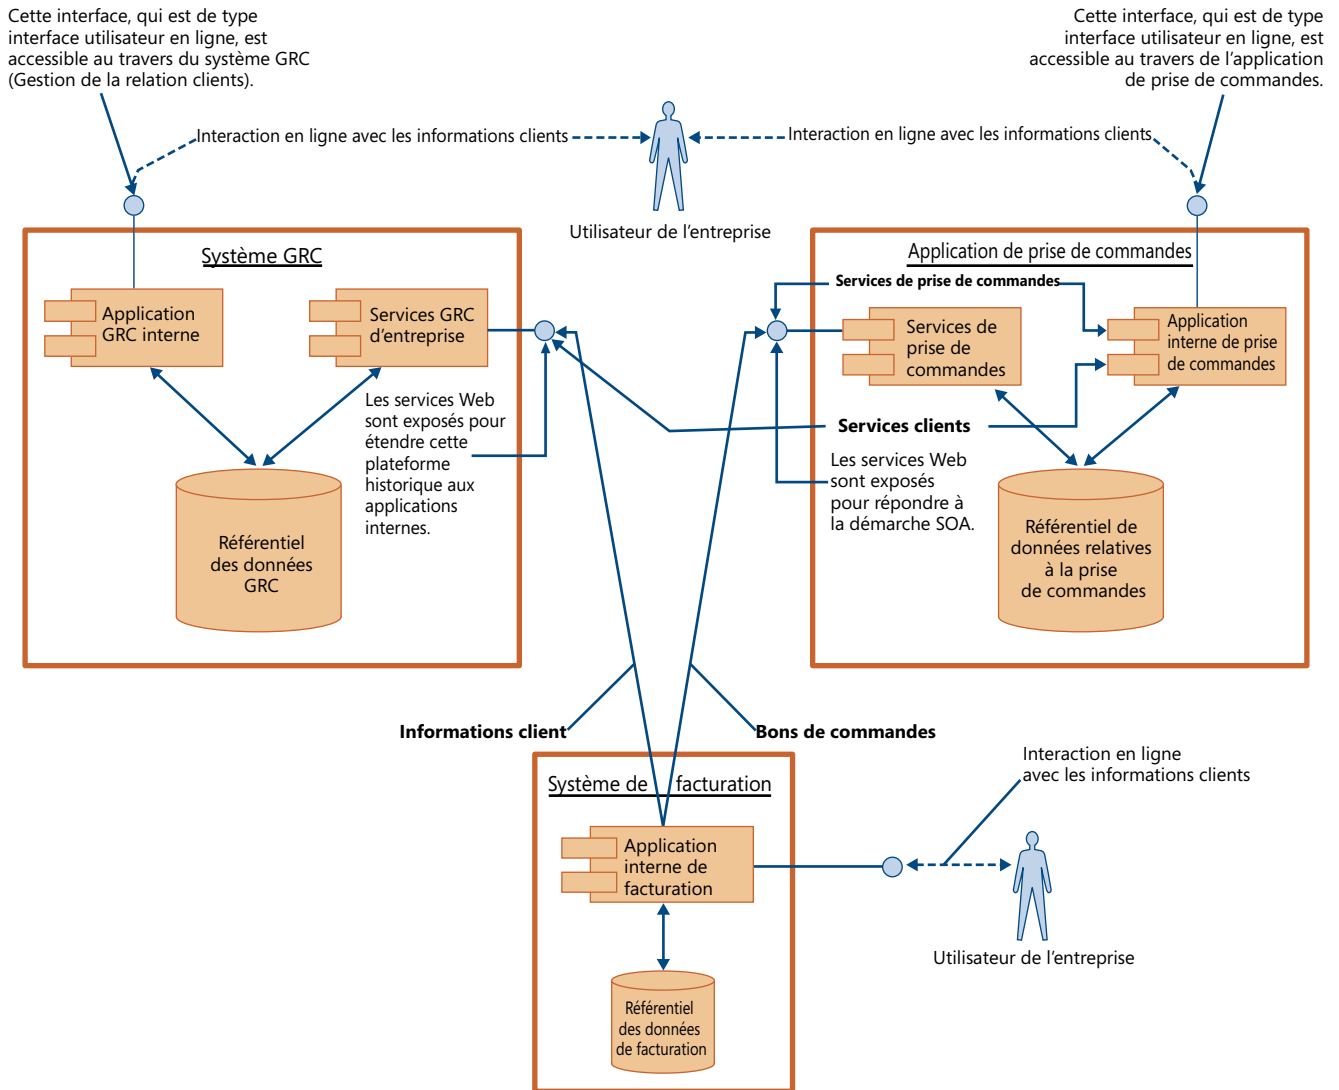 Cette interface, qui est de type
interface utilisateur en ligne, est
accessible au travers du système GRC
(Gestion de la relation clients).
Cette interface, qui est de type
interface utilisateur en ligne, est
accessible au travers de l’application
de prise de commandes.
Interaction en ligne avec les informations clients
Interaction en ligne avec les informations clients
Utilisateur de l’entreprise
Système GRC
Application
GRC interne
Services GRC
d’entreprise
Les services Web
sont exposés pour
étendre cette
plateforme
historique aux
applications
internes.
Référentiel
des données
GRC
Application de prise de commandes
Services de prise de commandes
Services de
prise de
commandes
Application
interne de prise
de commandes
Services clients
Les services Web
sont exposés
pour répondre à
la démarche SOA.
Référentiel de
données relatives
à la prise
de commandes
Informations client
Bons de commandes
Système de facturation
Application
interne de
facturation
Référentiel
des données
de facturation
Interaction en ligne
avec les informations clients
Utilisateur de l’entreprise